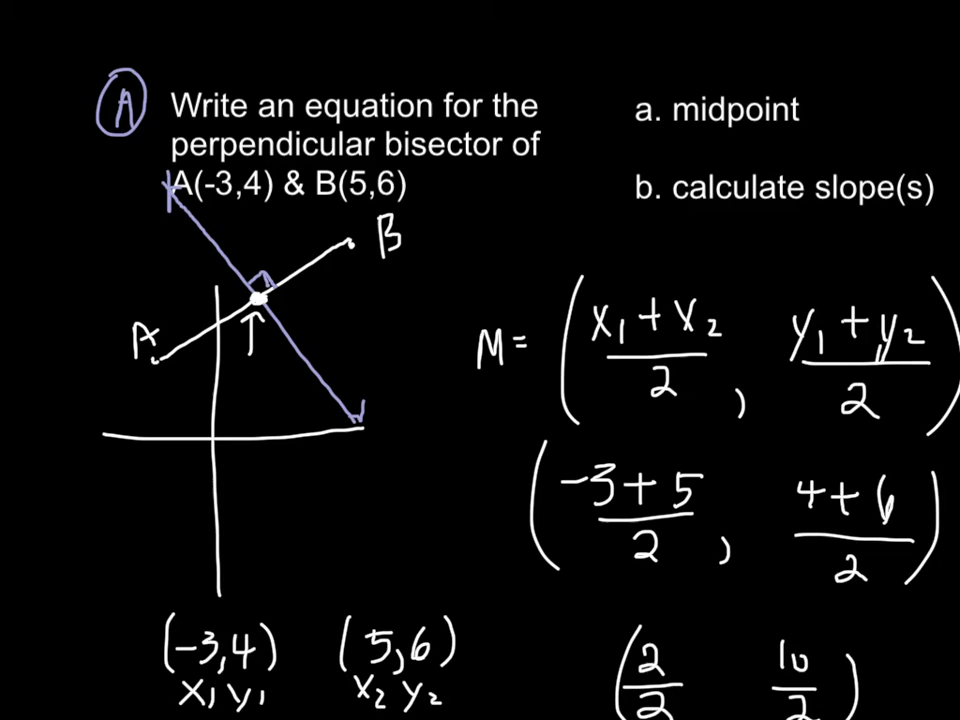 A
Write an equation for the
perpendicular bisector of
A(-3,4) & B(5,6)
a. midpoint
b. calculate slope(s)
B
A
M = ( x₁ + x₂ / 2 , y₁ + y₂ / 2 )
( -3 + 5 / 2 , 4 + 6 / 2 )
(-3,4) (5,6)
x₁ y₁ x₂ y₂
( 2 / 2 10 / 2 )